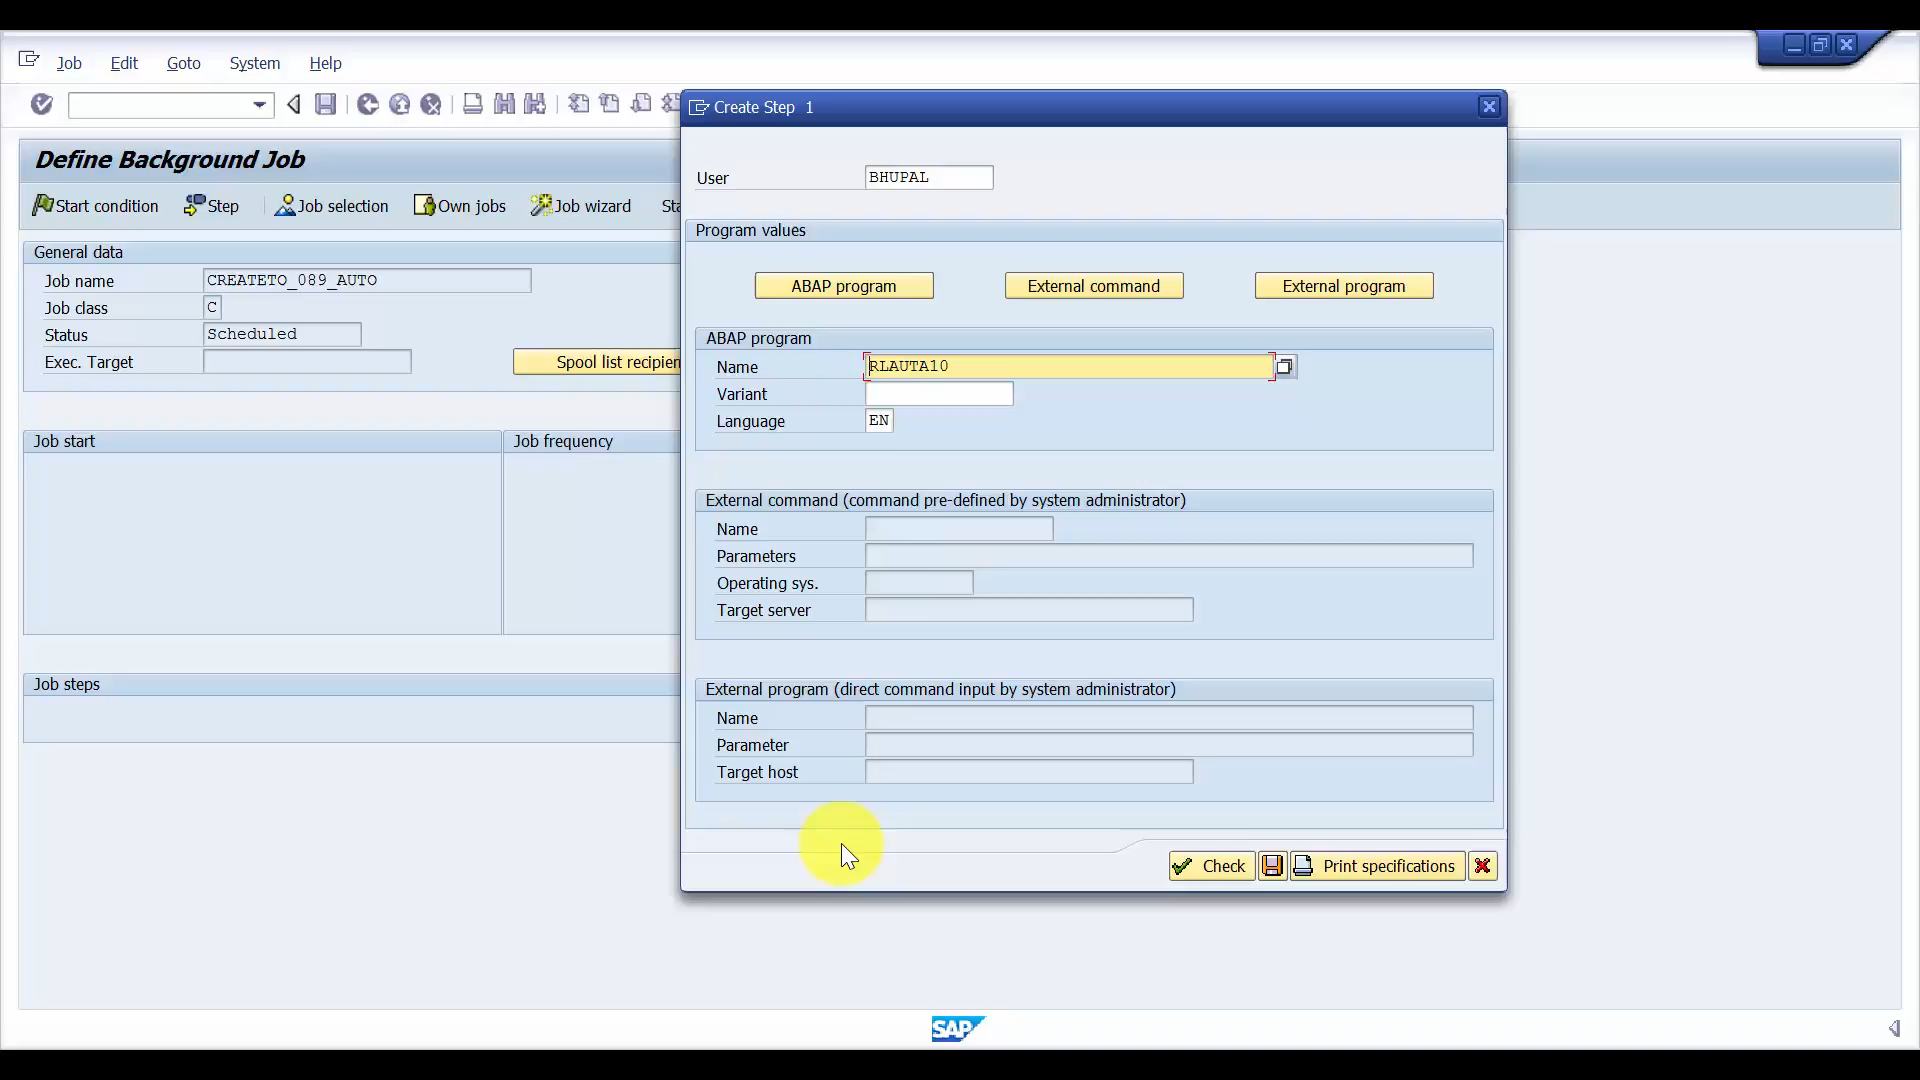 Job Edit Goto System Help
Define Background Job
Start condition Step Job selection Own jobs Job wizard
General data
Job name CREATETO_089_AUTO
Job class C
Status Scheduled
Exec. Target
Spool list recipien
Job start Job frequency
Job steps
Create Step 1
User BHUPAL
Program values
ABAP program External command External program
ABAP program
Name RLAUTA10
Variant
Language EN
External command (command pre-defined by system administrator)
Name
Parameters
Operating sys.
Target server
External program (direct command input by system administrator)
Name
Parameter
Target host
Check Print specifications
SAP